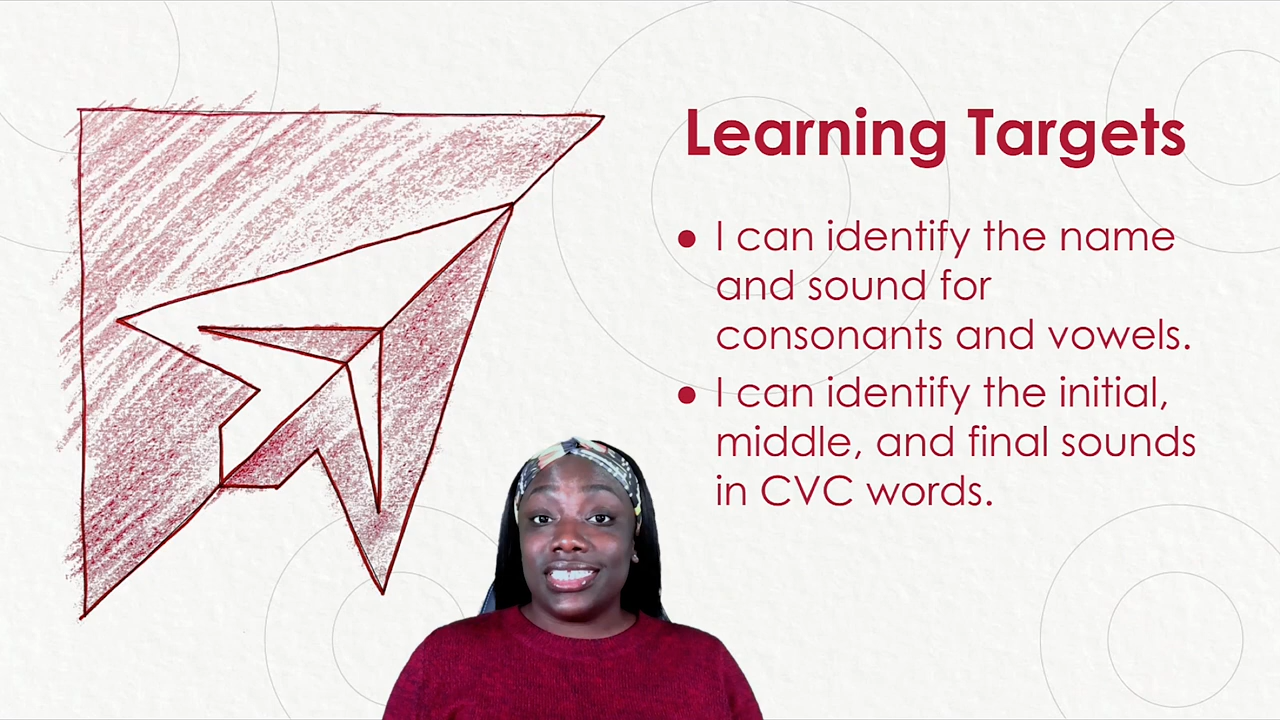 Learning Targets
● I can identify the name
and sound for
consonants and vowels.
● I can identify the initial,
middle, and final sounds
in CVC words.